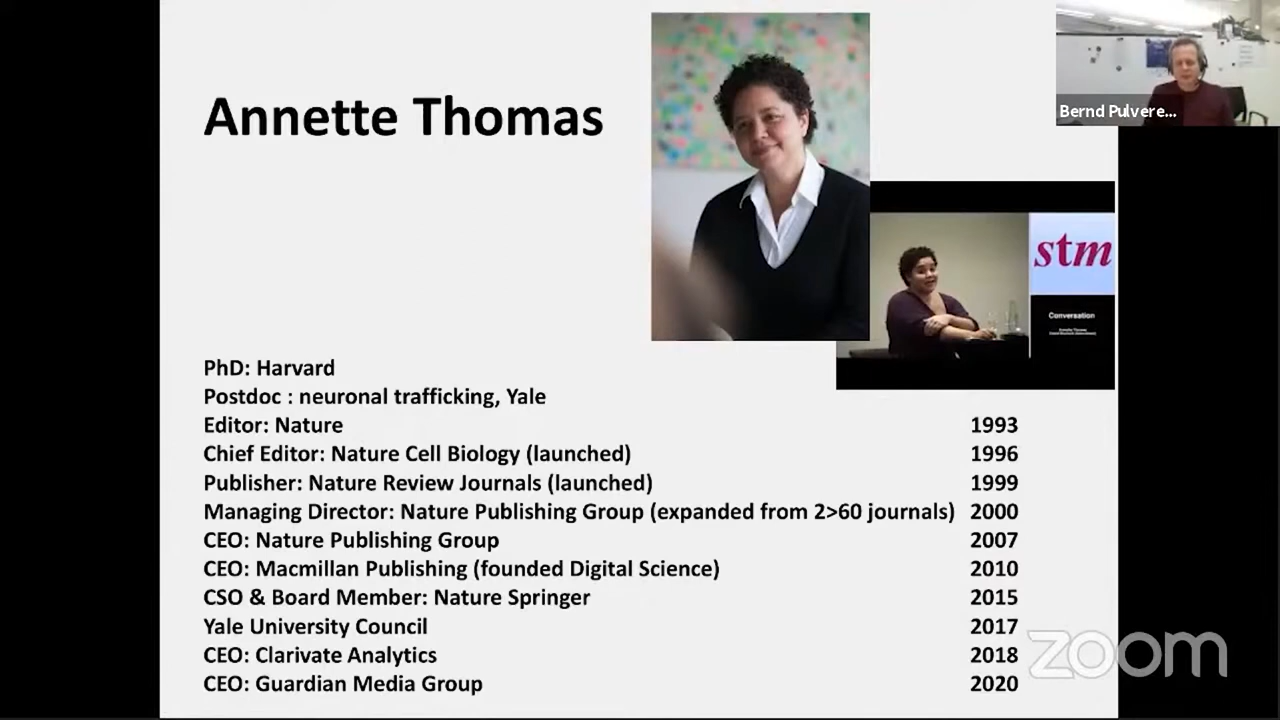 Annette Thomas
Bernd Pulvere...
stm
Conversation
PhD: Harvard
Postdoc : neuronal trafficking, Yale
Editor: Nature 1993
Chief Editor: Nature Cell Biology (launched) 1996
Publisher: Nature Review Journals (launched) 1999
Managing Director: Nature Publishing Group (expanded from 2>60 journals) 2000
CEO: Nature Publishing Group 2007
CEO: Macmillan Publishing (founded Digital Science) 2010
CSO & Board Member: Nature Springer 2015
Yale University Council 2017
CEO: Clarivate Analytics 2018
CEO: Guardian Media Group 2020
zoom